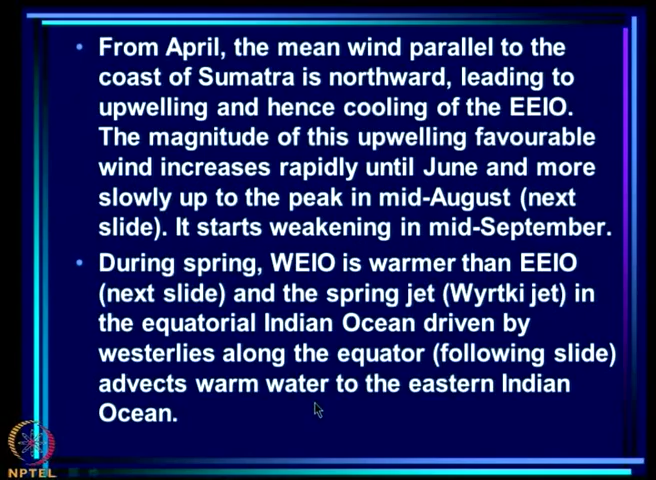 • From April, the mean wind parallel to the
coast of Sumatra is northward, leading to
upwelling and hence cooling of the EEIO.
The magnitude of this upwelling favourable
wind increases rapidly until June and more
slowly up to the peak in mid-August (next
slide). It starts weakening in mid-September.
• During spring, WEIO is warmer than EEIO
(next slide) and the spring jet (Wyrtki jet) in
the equatorial Indian Ocean driven by
westerlies along the equator (following slide)
advects warm water to the eastern Indian
Ocean.
NPTEL